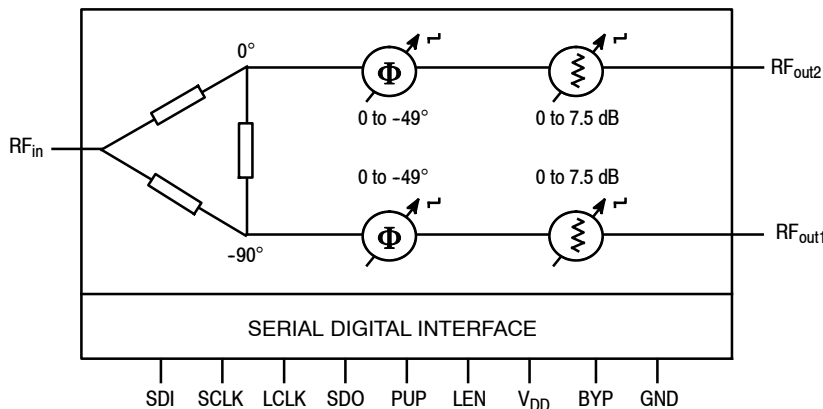 0°
RF_out2
Φ
0 to -49°
0 to 7.5 dB
RF_in
0 to -49°
0 to 7.5 dB
Φ
RF_out1
-90°
SERIAL DIGITAL INTERFACE
SDI SCLK LCLK SDO PUP LEN V_DD BYP GND